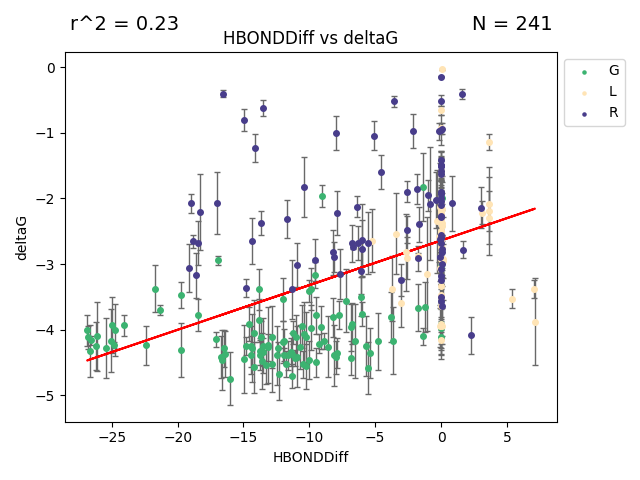 r^2 = 0.23
N = 241
HBONDDiff vs deltaG
G
L
R
0
−1
−2
−3
−4
−5
deltaG
−25
−20
−15
−10
−5
0
5
HBONDDiff